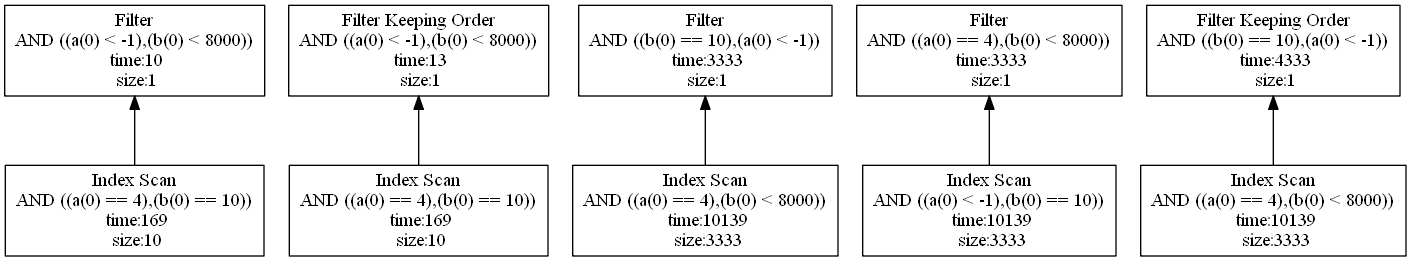 Filter
AND ((a(0) < -1),(b(0) < 8000))
time:10
size:1
Index Scan
AND ((a(0) == 4),(b(0) == 10))
time:169
size:10
Filter Keeping Order
AND ((a(0) < -1),(b(0) < 8000))
time:13
size:1
Index Scan
AND ((a(0) == 4),(b(0) == 10))
time:169
size:10
Filter
AND ((b(0) == 10),(a(0) < -1))
time:3333
size:1
Index Scan
AND ((a(0) == 4),(b(0) < 8000))
time:10139
size:3333
Filter
AND ((a(0) == 4),(b(0) < 8000))
time:3333
size:1
Index Scan
AND ((a(0) < -1),(b(0) == 10))
time:10139
size:3333
Filter Keeping Order
AND ((b(0) == 10),(a(0) < -1))
time:4333
size:1
Index Scan
AND ((a(0) == 4),(b(0) < 8000))
time:10139
size:3333